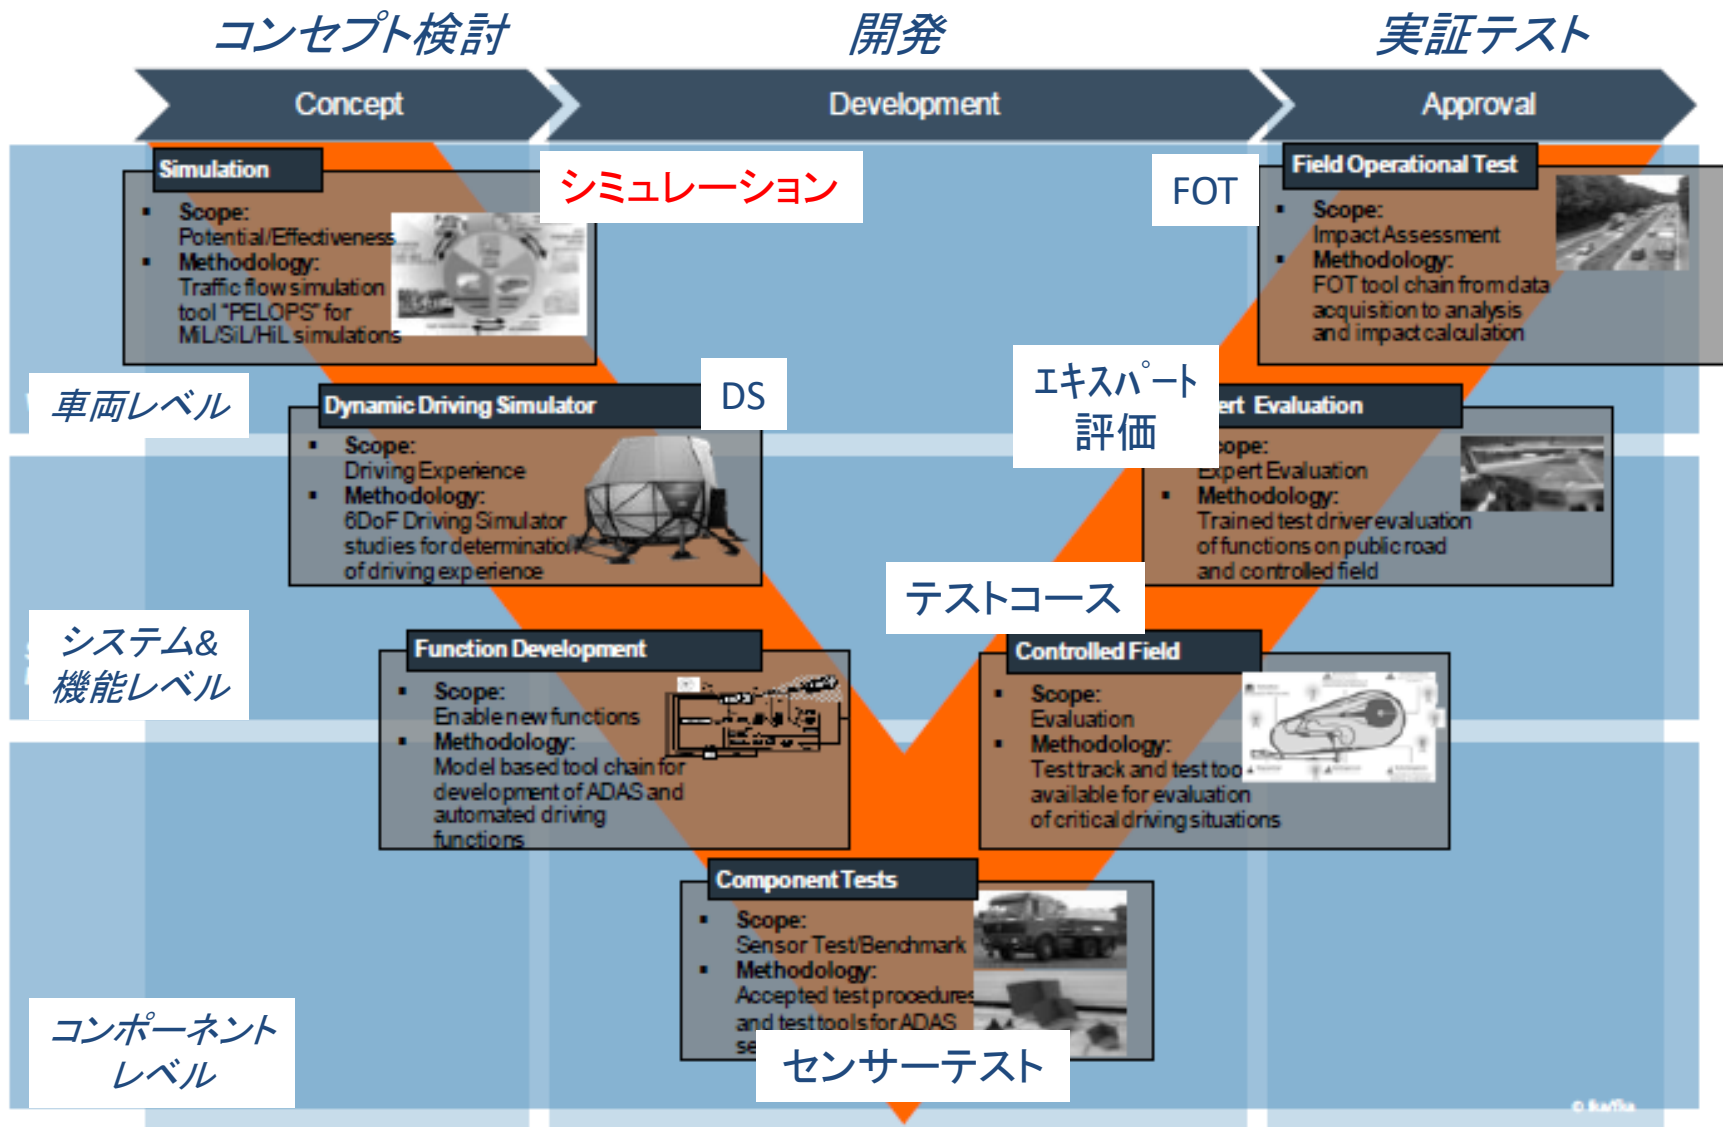 コンセプト検討
開発
実証テスト
Concept
Development
Approval
Simulation
▪ Scope:
Potential/Effectiveness
▪ Methodology:
Traffic flow simulation
tool "PELOPS" for
MiL/SiL/HiL simulations
シミュレーション
FOT
Field Operational Test
▪ Scope:
Impact Assessment
▪ Methodology:
FOT tool chain from data
acquisition to analysis
and impact calculation
車両レベル
Dynamic Driving Simulator
DS
▪ Scope:
Driving Experience
▪ Methodology:
6DoF Driving Simulator
studies for determination
of driving experience
エキスパート
評価
Evaluation
▪ Scope:
Expert Evaluation
▪ Methodology:
Trained test driver evaluation
of functions on public road
and controlled field
システム&
機能レベル
Function Development
▪ Scope:
Enable new functions
▪ Methodology:
Model based tool chain for
development of ADAS and
automated driving
functions
テストコース
Controlled Field
▪ Scope:
Evaluation
▪ Methodology:
Test track and test too
available for evaluation
of critical driving situations
コンポーネント
レベル
Component Tests
▪ Scope:
Sensor Test/Benchmark
▪ Methodology:
Accepted test procedures
and test tools for ADAS
センサーテスト
© ika/fka